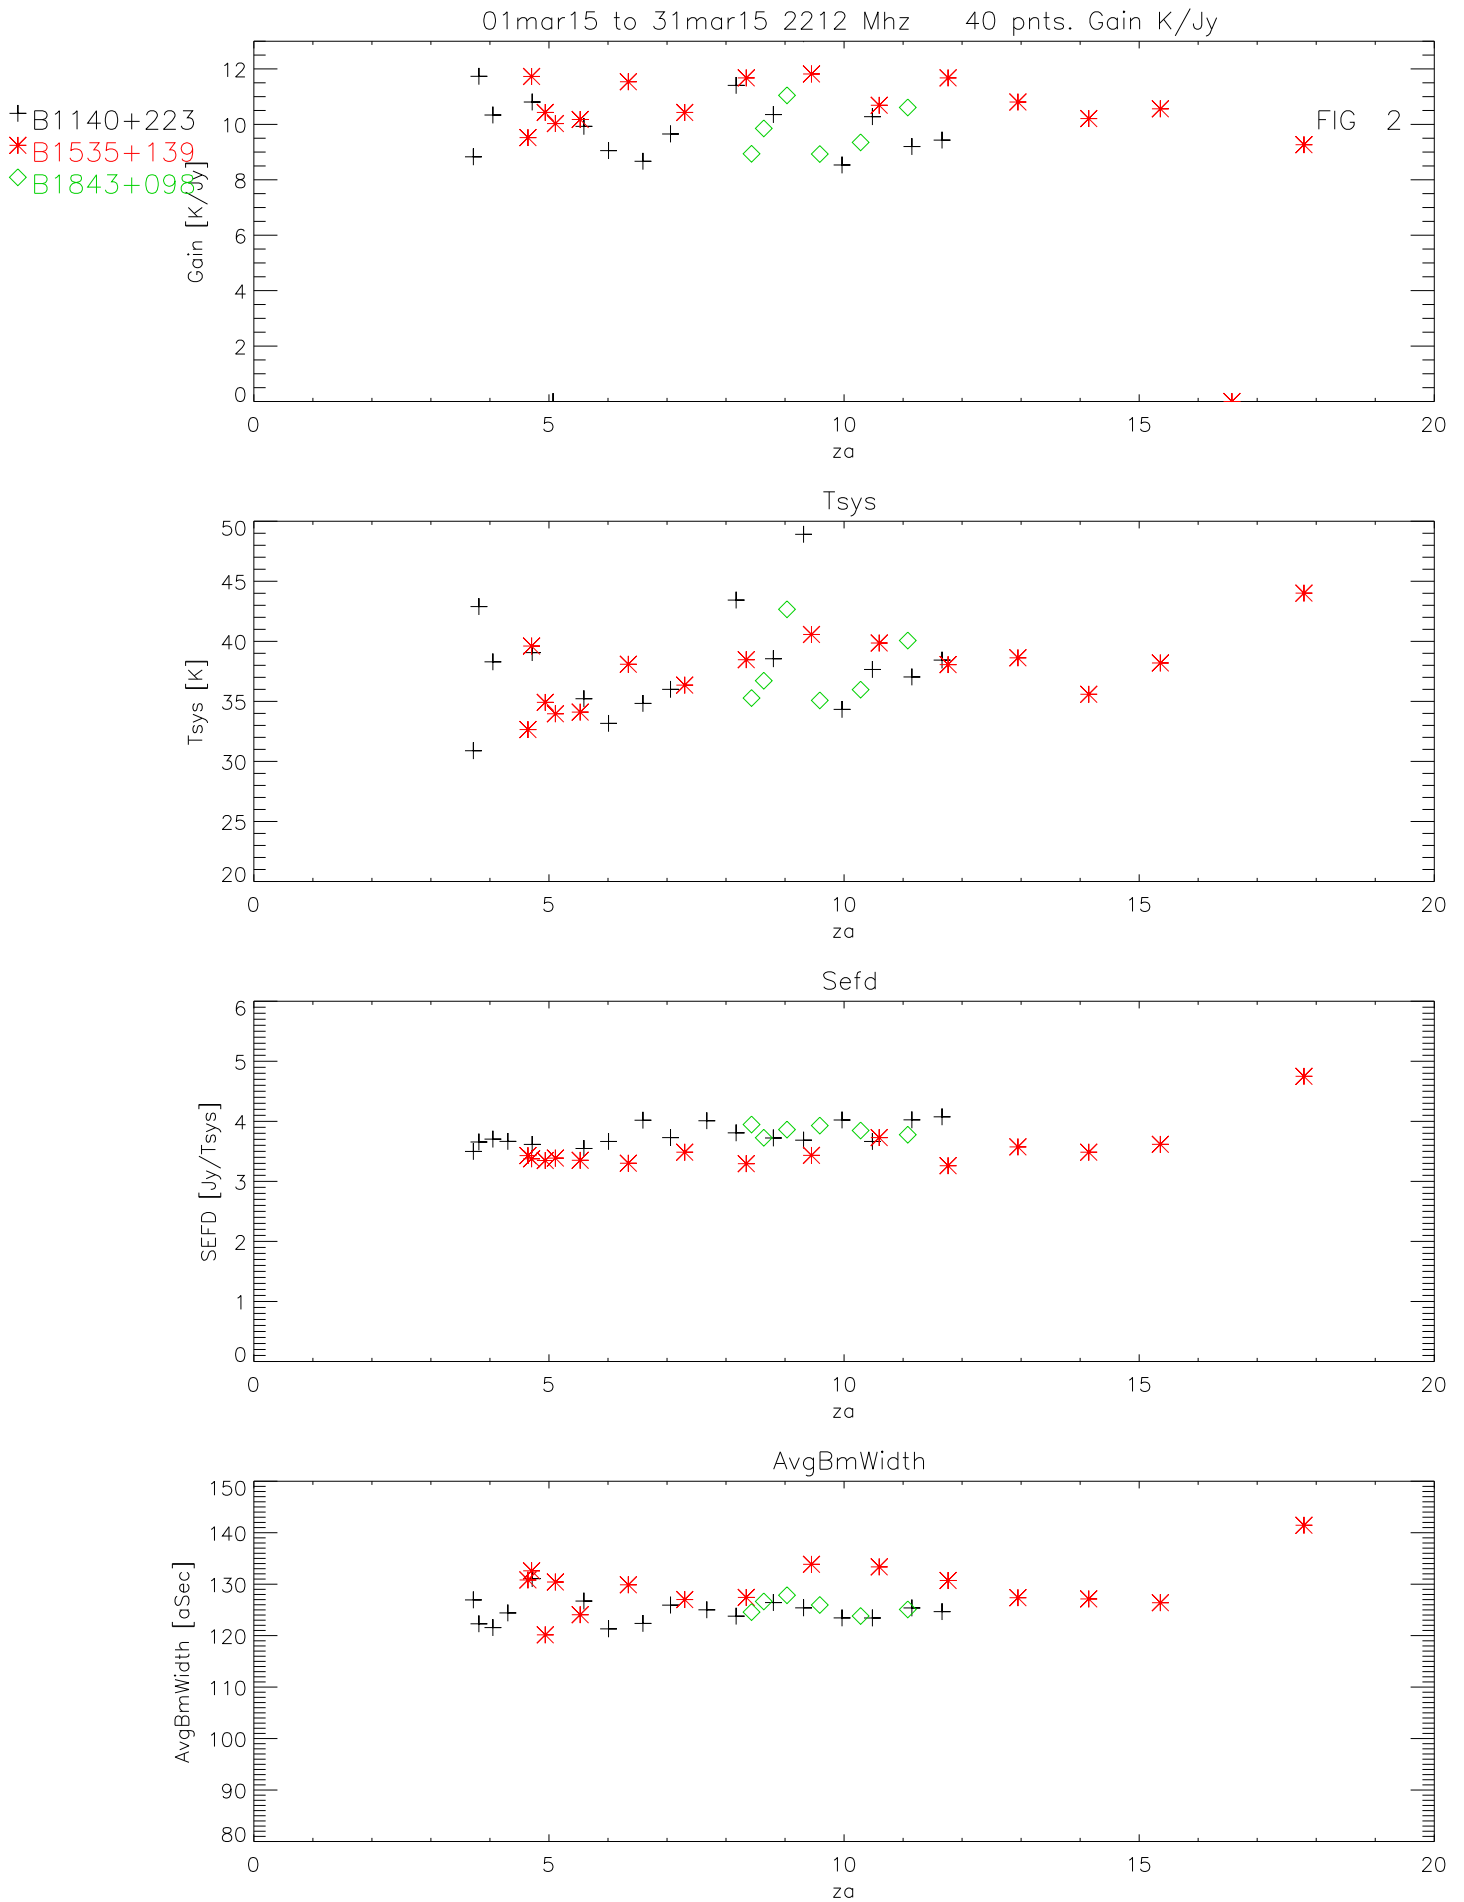 01mar15 to 31mar15 2212 Mhz 40 pnts. Gain K/Jy
B1140+223
B1535+139
B1843+098
FIG 2
Gain [K/Jy]
12
10
8
6
4
2
0
0 5 10 15 20
za
Tsys
Tsys [K]
50
45
40
35
30
25
20
0 5 10 15 20
za
Sefd
SEFD [Jy/Tsys]
6
5
4
3
2
1
0
0 5 10 15 20
za
AvgBmWidth
AvgBmWidth [aSec]
150
140
130
120
110
100
90
80
0 5 10 15 20
za